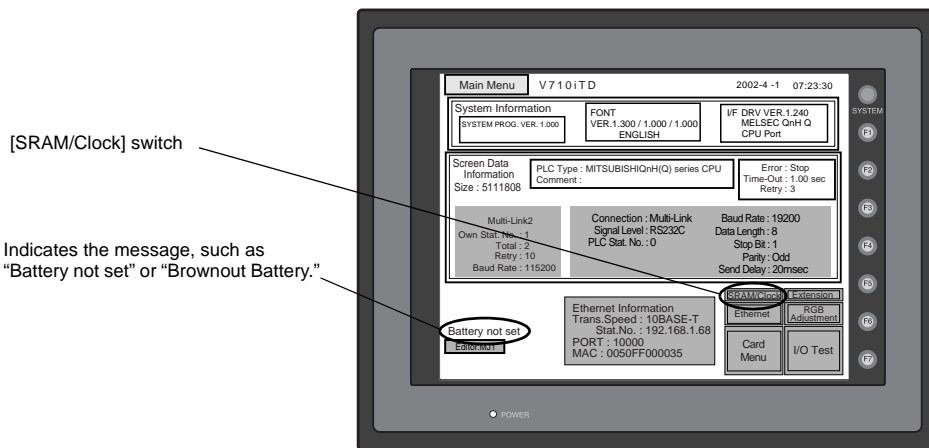 [SRAM/Clock] switch
Indicates the message, such as
“Battery not set” or “Brownout Battery.”
Main Menu V710iTD 2002-4 -1 07:23:30
SYSTEM
System Information
SYSTEM PROG. VER. 1.000
FONT
VER.1.300 / 1.000 / 1.000
ENGLISH
I/F DRV VER.1.240
MELSEC QnH Q
CPU Port
F1
Screen Data
Information
Size : 5111808
PLC Type : MITSUBISHIQnH(Q) series CPU
Comment :
Error : Stop
Time-Out : 1.00 sec
Retry : 3
F2
F3
Multi-Link2
Own Stat. No. : 1
Total : 2
Retry : 10
Baud Rate : 115200
Connection : Multi-Link
Signal Level : RS232C
PLC Stat. No. : 0
Baud Rate : 19200
Data Length : 8
Stop Bit : 1
Parity : Odd
Send Delay : 20msec
F4
F5
Battery not set
Editor:MJ1
Ethernet Information
Trans.Speed : 10BASE-T
Stat.No. : 192.168.1.68
PORT : 10000
MAC : 0050FF000035
SRAM/Clock
Extension
Ethernet
RGB
Adjustment
F6
Card
Menu
I/O Test
F7
POWER